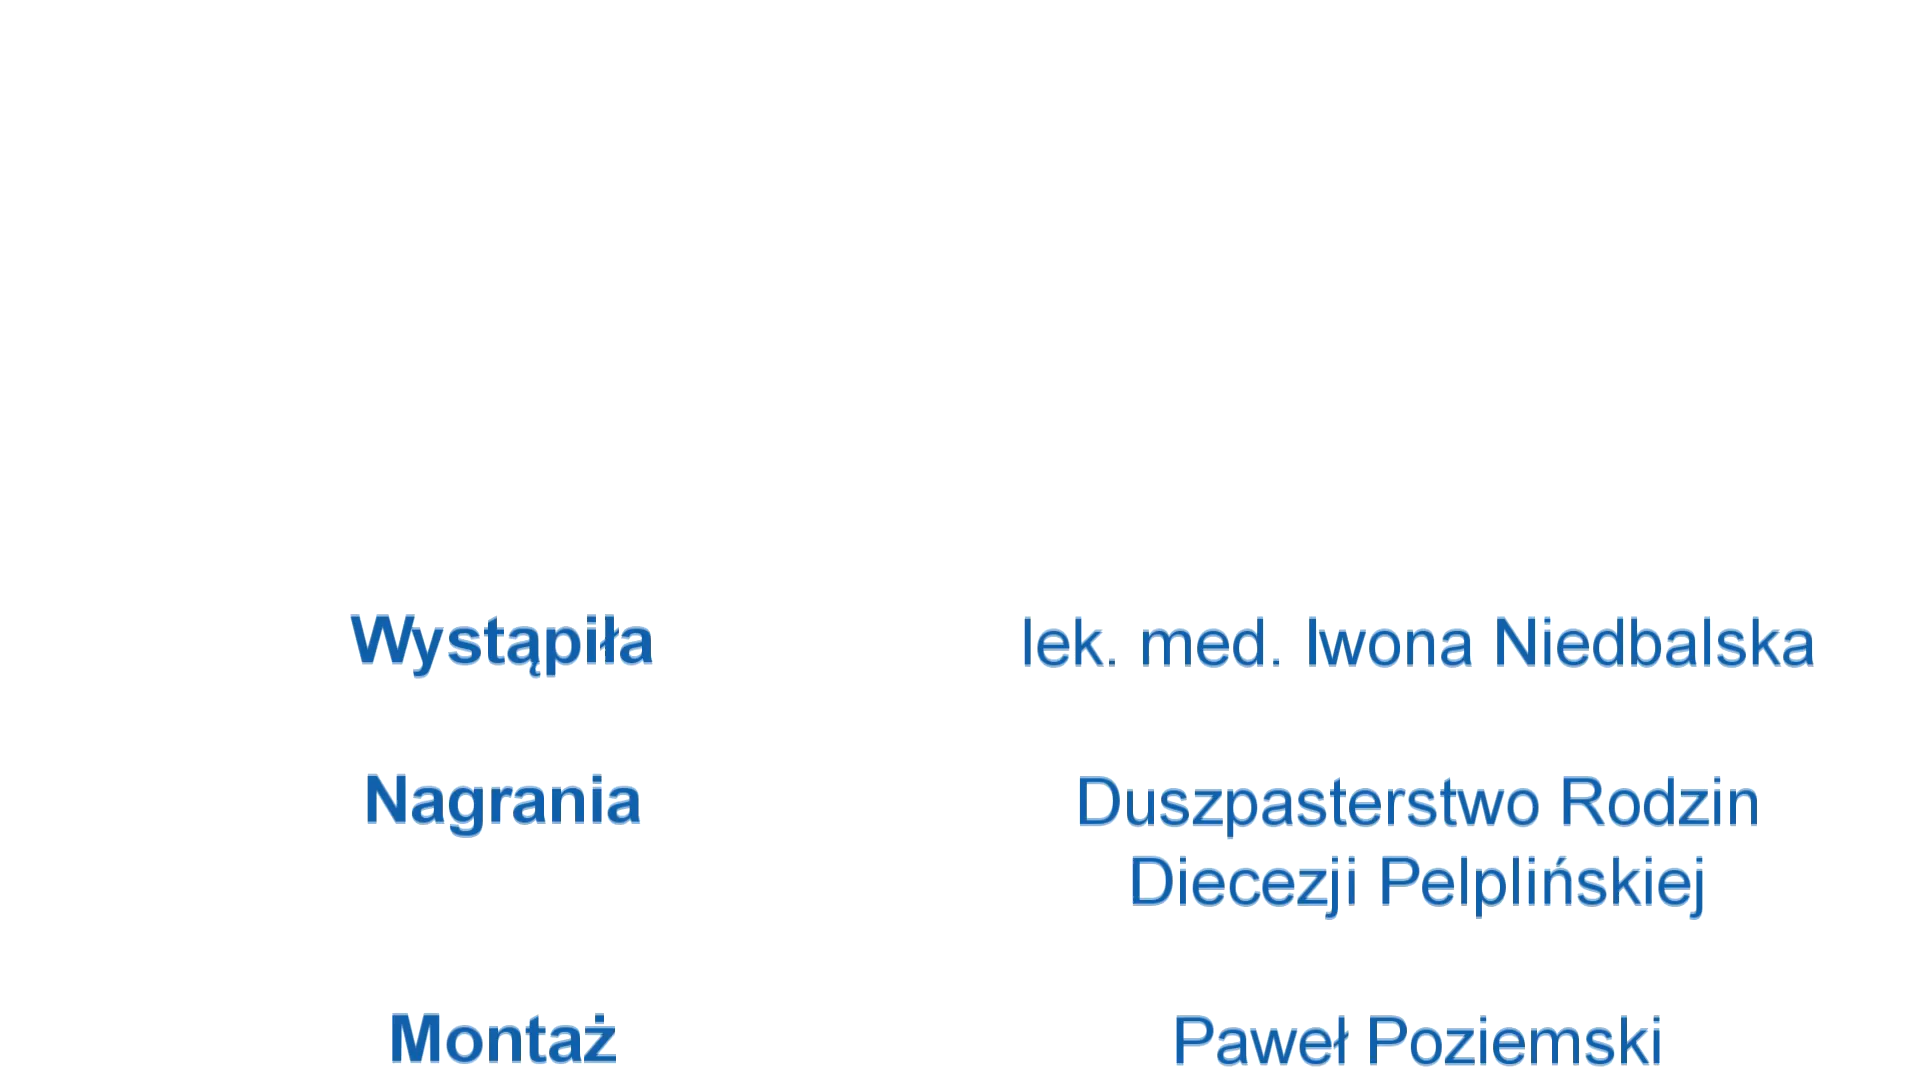 Wystąpiła lek. med. Iwona Niedbalska
Nagrania Duszpasterstwo Rodzin
Diecezji Pelplińskiej
Montaż Paweł Poziemski